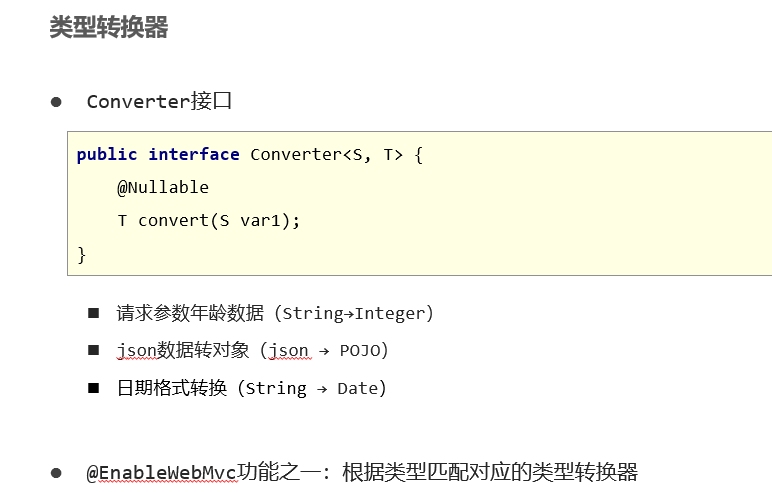 类型转换器
● Converter接口
public interface Converter<S, T> {
    @Nullable
    T convert(S var1);
}
■ 请求参数年龄数据（String→Integer）
■ json数据转对象（json → POJO）
■ 日期格式转换（String → Date）
● @EnableWebMvc功能之一：根据类型匹配对应的类型转换器